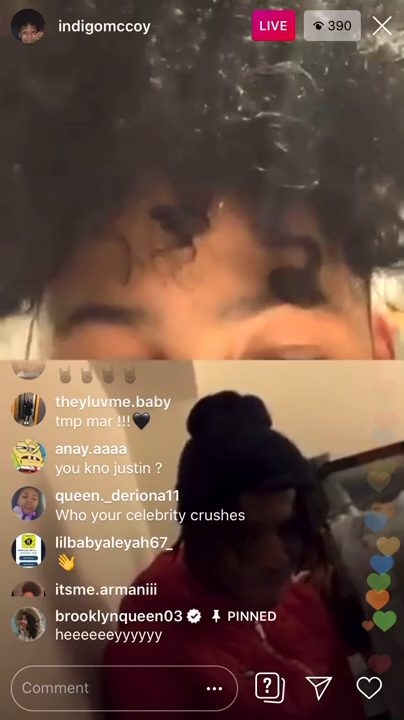 indigomccoy
LIVE
390
theyluvme.baby
tmp mar !!!🖤
anay.aaaa
you kno justin ?
queen._deriona11
Who your celebrity crushes
lilbabyaleyah67_
👋
itsme.armaniii
brooklynqueen03 PINNED
heeeeeeyyyyyy
Comment